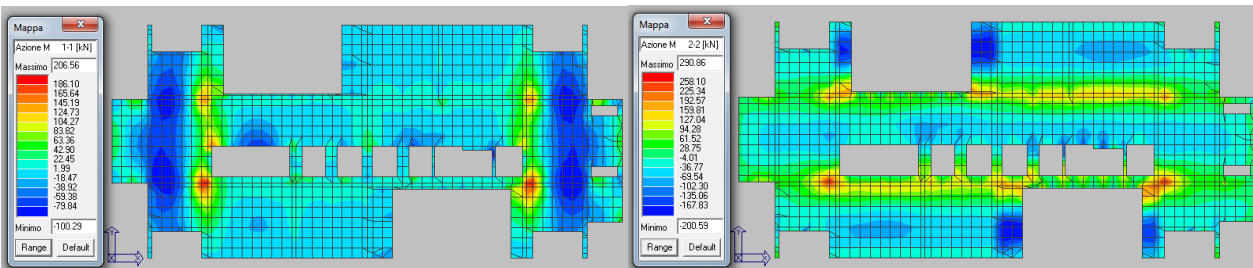 Mappa
Azione M 1-1 [kN]
Massimo 206.56
186.10
165.64
145.19
124.73
104.27
83.82
63.36
42.90
22.45
1.99
-18.47
-38.92
-59.38
-79.84
Minimo -100.29
Range Default
Mappa
Azione M 2-2 [kN]
Massimo 290.86
258.10
225.34
192.57
159.81
127.04
94.28
61.52
28.75
-4.01
-36.77
-69.54
-102.30
-135.06
-167.83
Minimo -200.59
Range Default